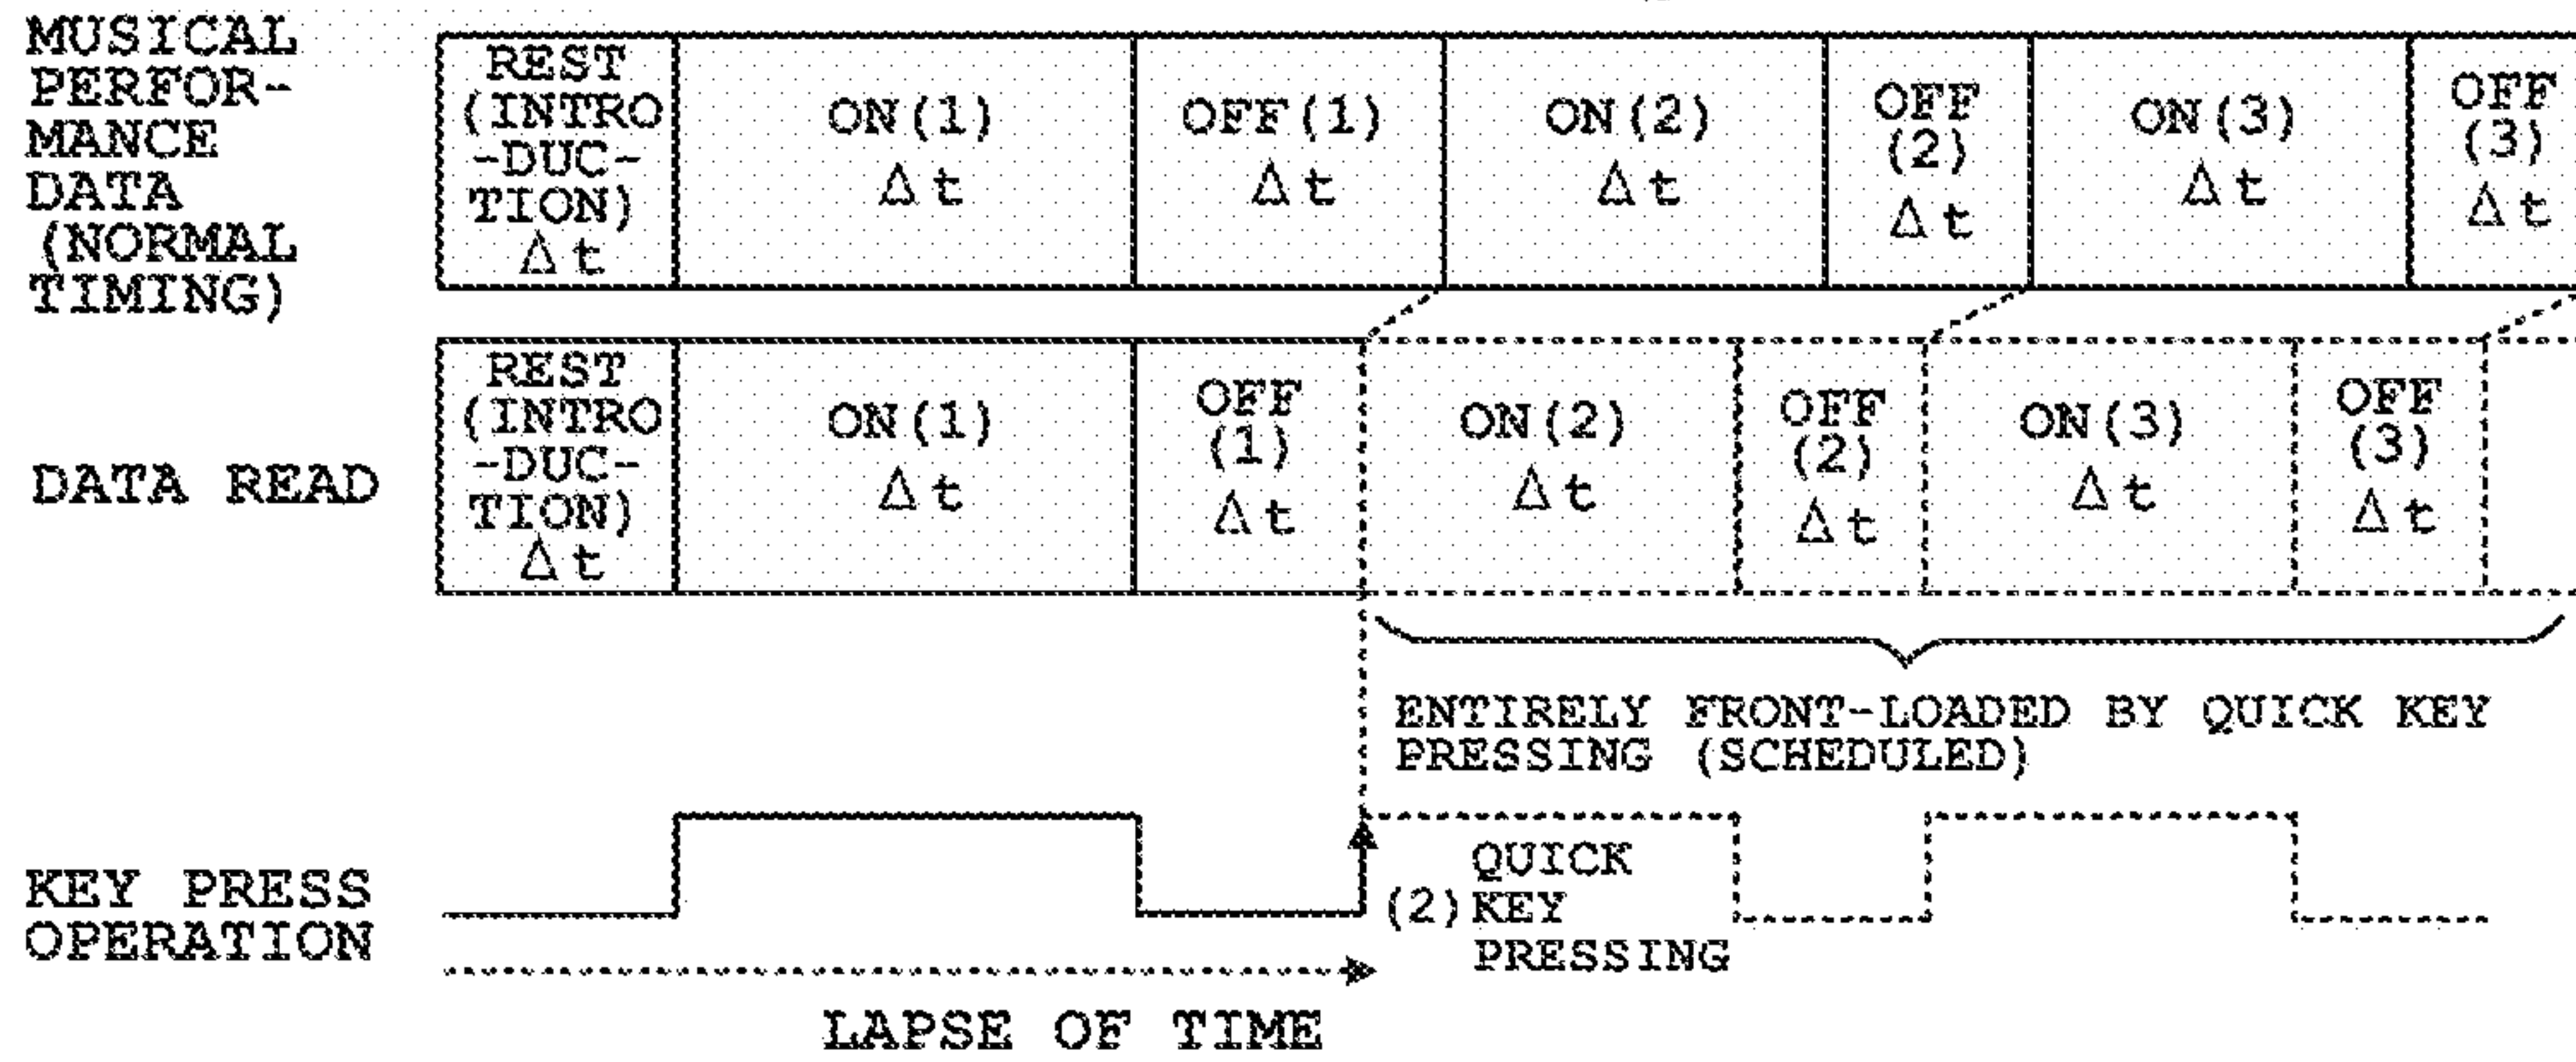 MUSICAL
PERFOR-
MANCE
DATA
(NORMAL
TIMING)
REST
(INTRO
-DUC-
TION)
Δt
ON(1)
Δt
OFF(1)
Δt
ON(2)
Δt
OFF
(2)
Δt
ON(3)
Δt
OFF
(3)
Δt
DATA READ
REST
(INTRO
-DUC-
TION)
Δt
ON(1)
Δt
OFF
(1)
Δt
ON(2)
Δt
OFF
(2)
Δt
ON(3)
Δt
OFF
(3)
Δt
ENTIRELY FRONT-LOADED BY QUICK KEY
PRESSING (SCHEDULED)
KEY PRESS
OPERATION
QUICK
(2) KEY
PRESSING
LAPSE OF TIME